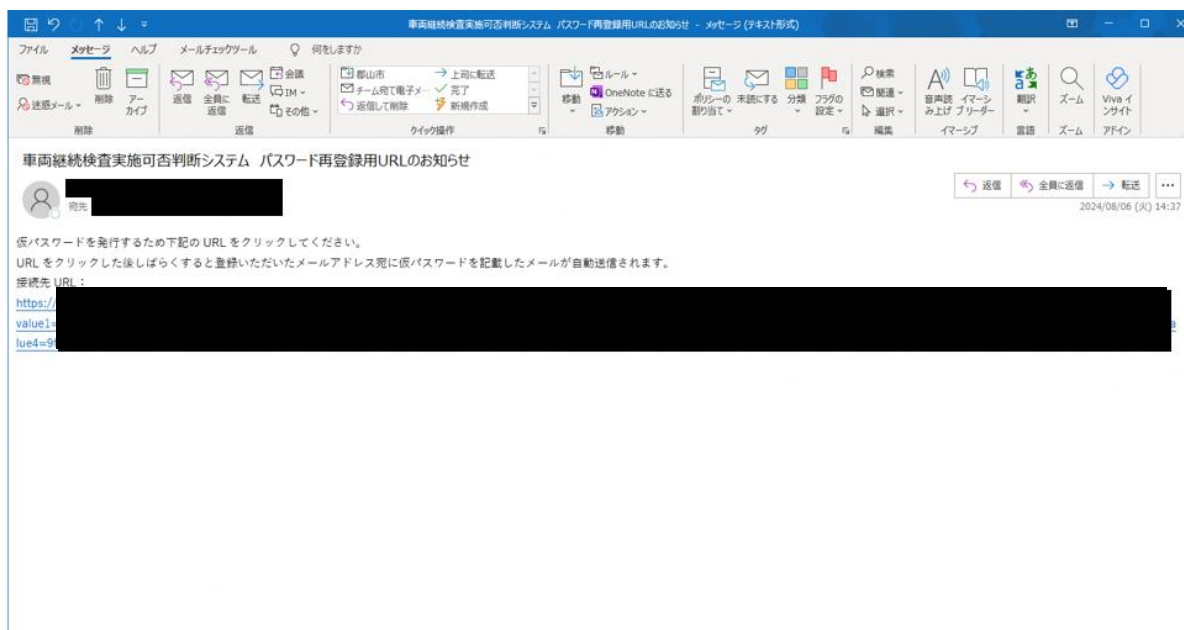 車両継続検査実施可否判断システム パスワード再登録用URLのお知らせ - メッセージ (テキスト形式)
ファイル メッセージ ヘルプ メールチェックツール 何をしますか
無視
迷惑メール
削除
アーカイブ
削除
返信
全員に返信
転送
会議
IM
その他
返信
郡山市
チーム宛て電子メ…
返信して削除
上司に転送
完了
新規作成
クイック操作
移動
ルール
OneNote に送る
アクション
移動
ポリシーの割り当て
未読にする
分類
フラグの設定
タグ
検索
関連
選択
編集
音声読み上げ
イマーシブ リーダー
イマーシブ
翻訳
言語
ズーム
ズーム
Viva インサイト
アドイン
車両継続検査実施可否判断システム パスワード再登録用URLのお知らせ
宛先
返信 全員に返信 転送
2024/08/06 (火) 14:37
仮パスワードを発行するため下記の URL をクリックしてください。
URL をクリックした後しばらくすると登録いただいたメールアドレス宛に仮パスワードを記載したメールが自動送信されます。
接続先 URL：
https://
value1= a
lue4=9f